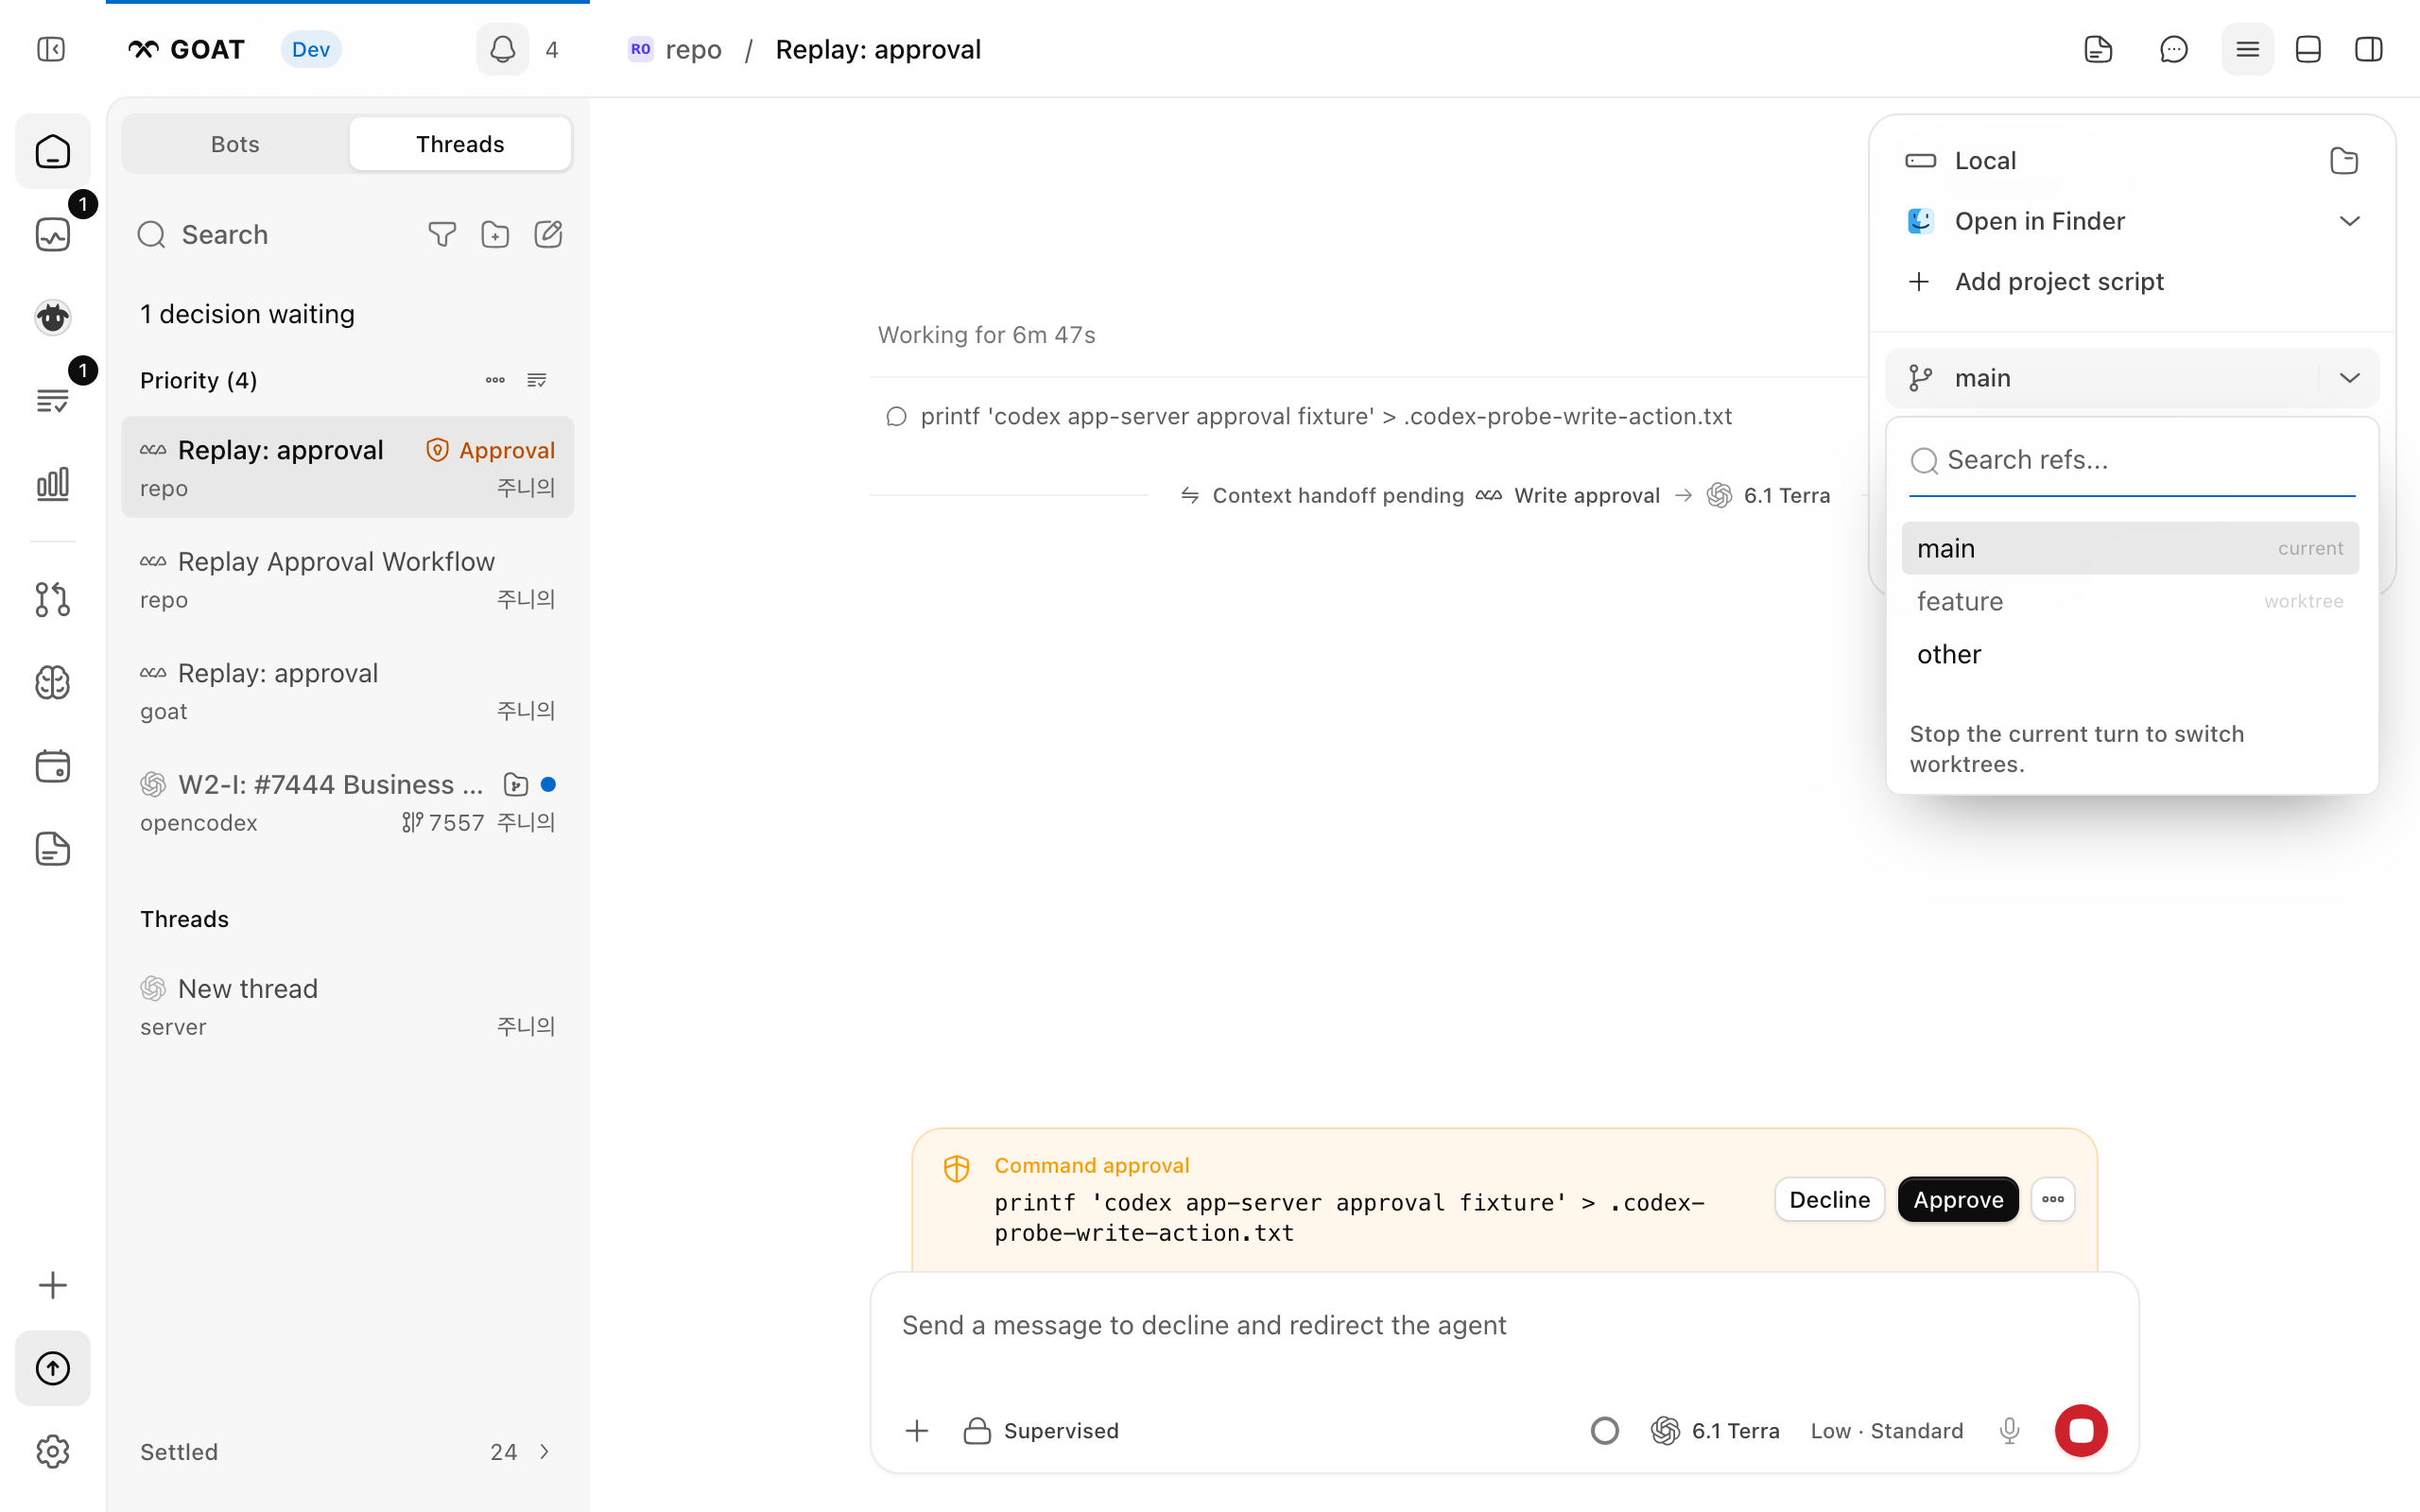 GOAT Dev 4
RO repo / Replay: approval
Bots Threads
1
Search
1 decision waiting
1
Priority (4)
Replay: approval Approval
repo 주니의
Replay Approval Workflow
repo 주니의
Replay: approval
goat 주니의
W2-I: #7444 Business ...
opencodex 7557 주니의
Threads
New thread
server 주니의
Settled 24
Working for 6m 47s
printf 'codex app-server approval fixture' > .codex-probe-write-action.txt
Context handoff pending Write approval → 6.1 Terra
Local
Open in Finder
Add project script
main
Search refs...
main current
feature worktree
other
Stop the current turn to switch
worktrees.
Command approval
printf 'codex app-server approval fixture' > .codex-
probe-write-action.txt
Decline Approve
Send a message to decline and redirect the agent
Supervised 6.1 Terra Low · Standard